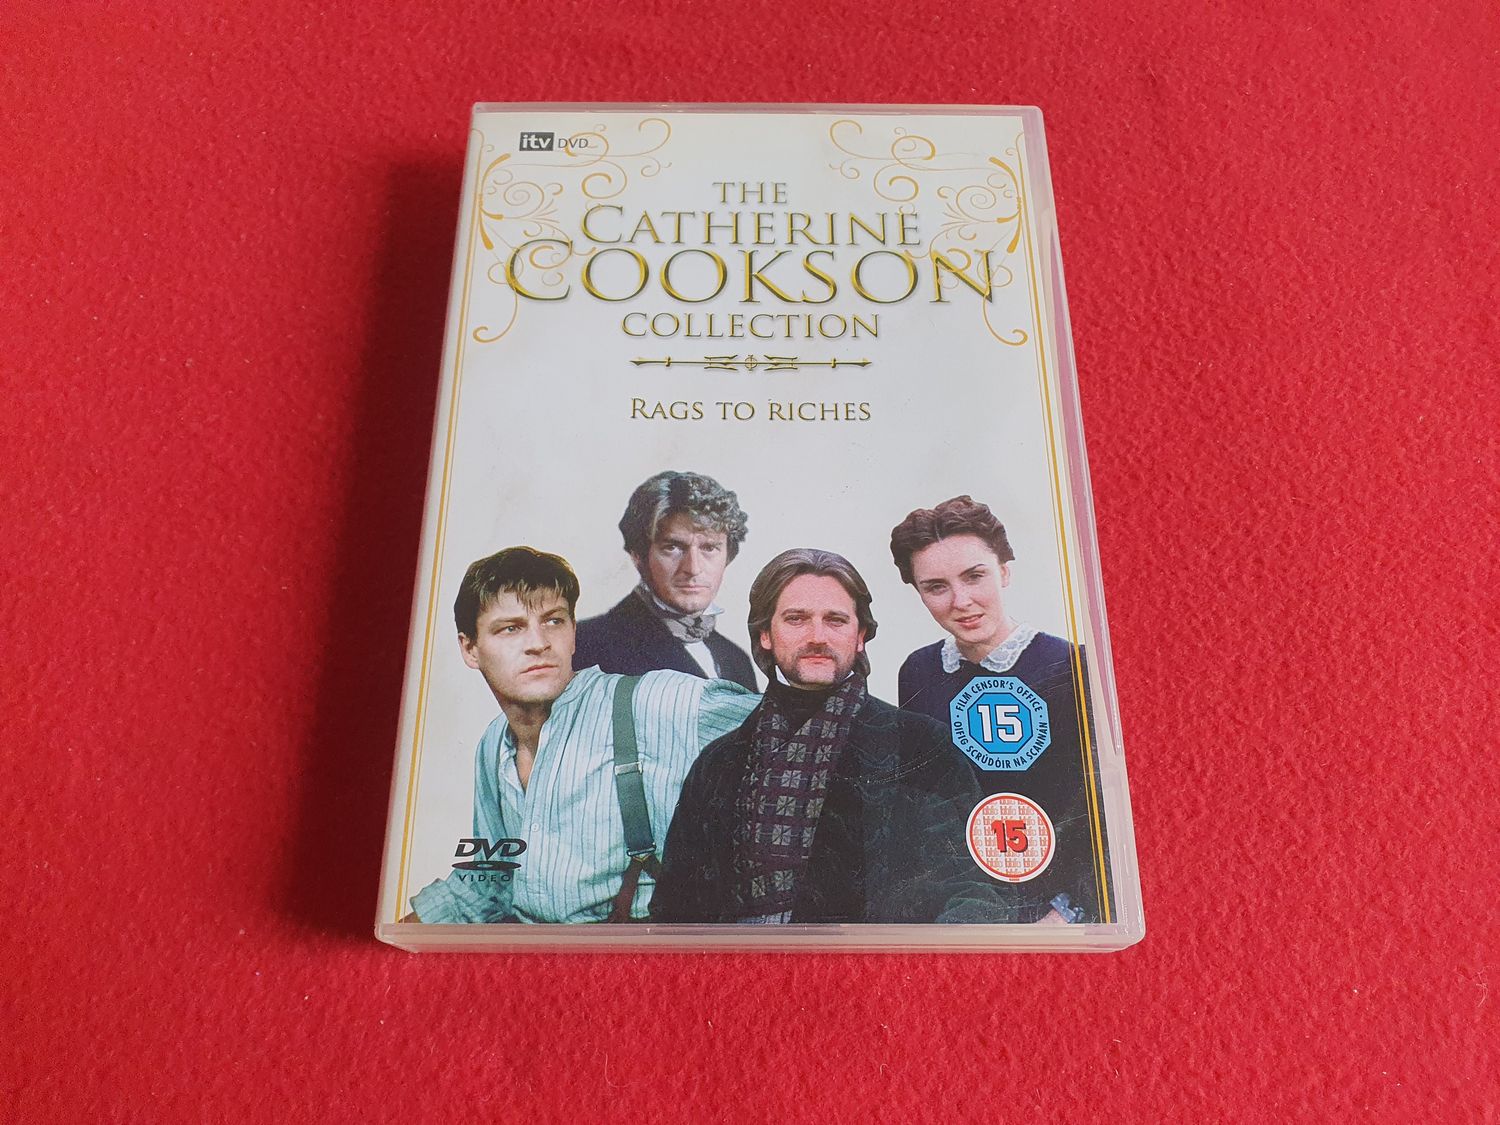 itv DVD
THE
CATHERINE
COOKSON
COLLECTION
RAGS TO RICHES
FILM CENSOR'S OFFICE
15
OIFIG SCRÚDÓIR NA SCANNÁN
15
DVD
VIDEO